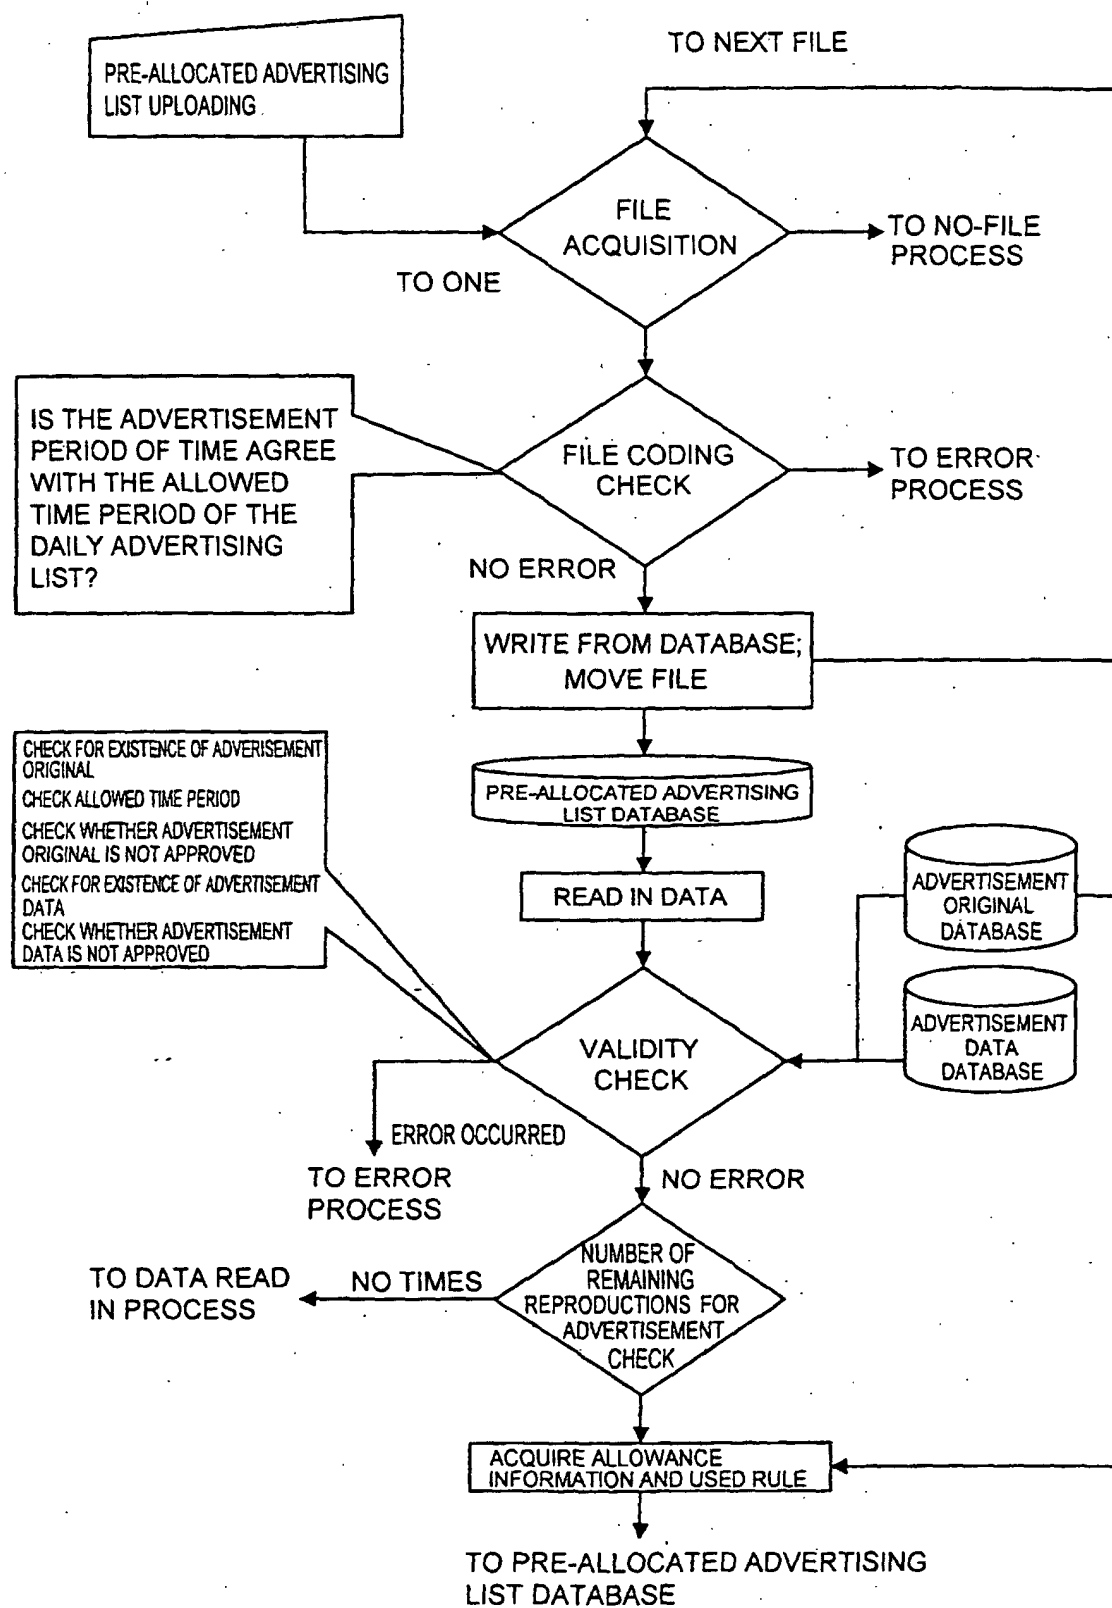 TO NEXT FILE
PRE-ALLOCATED ADVERTISING
LIST UPLOADING
FILE
ACQUISITION
TO NO-FILE
PROCESS
TO ONE
IS THE ADVERTISEMENT
PERIOD OF TIME AGREE
WITH THE ALLOWED
TIME PERIOD OF THE
DAILY ADVERTISING
LIST?
FILE CODING
CHECK
TO ERROR
PROCESS
NO ERROR
WRITE FROM DATABASE;
MOVE FILE
CHECK FOR EXISTENCE OF ADVERISEMENT
ORIGINAL
CHECK ALLOWED TIME PERIOD
CHECK WHETHER ADVERTISEMENT
ORIGINAL IS NOT APPROVED
CHECK FOR EXISTENCE OF ADVERTISEMENT
DATA
CHECK WHETHER ADVERTISEMENT
DATA IS NOT APPROVED
PRE-ALLOCATED ADVERTISING
LIST DATABASE
READ IN DATA
ADVERTISEMENT
ORIGINAL
DATABASE
ADVERTISEMENT
DATA
DATABASE
VALIDITY
CHECK
ERROR OCCURRED
TO ERROR
PROCESS
NO ERROR
NUMBER OF
REMAINING
REPRODUCTIONS FOR
ADVERTISEMENT
CHECK
NO TIMES
TO DATA READ
IN PROCESS
ACQUIRE ALLOWANCE
INFORMATION AND USED RULE
TO PRE-ALLOCATED ADVERTISING
LIST DATABASE